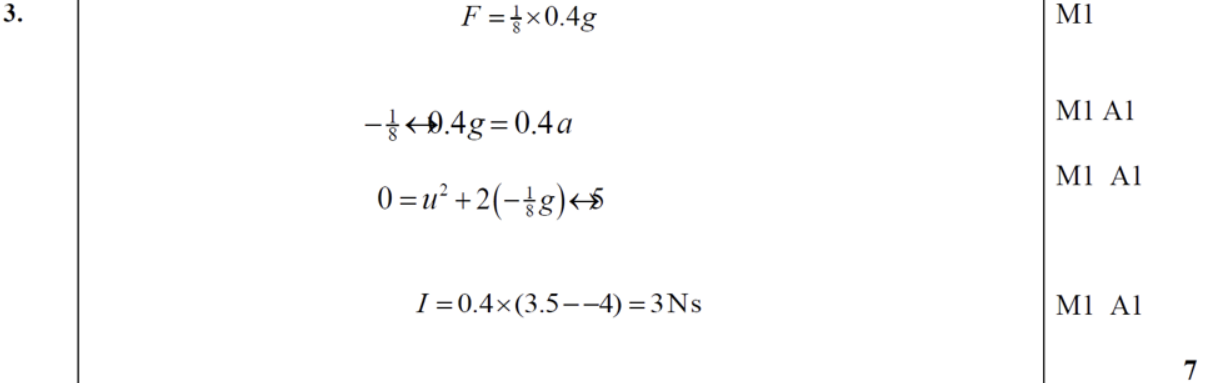 3. F = 1/8 × 0.4g M1
−1/8 ↔0.4g = 0.4a M1 A1
0 = u² + 2(−1/8 g)↔5 M1 A1
I = 0.4 × (3.5 − −4) = 3 Ns M1 A1
7